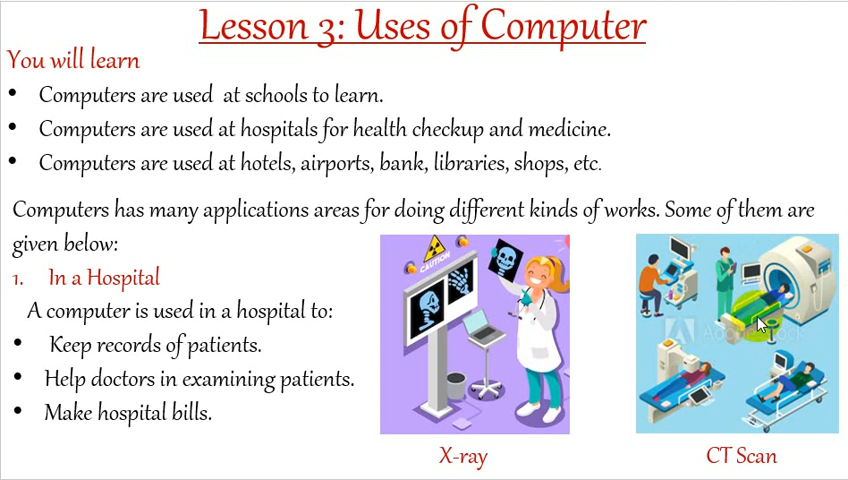 Lesson 3: Uses of Computer
You will learn
• Computers are used at schools to learn.
• Computers are used at hospitals for health checkup and medicine.
• Computers are used at hotels, airports, bank, libraries, shops, etc.
Computers has many applications areas for doing different kinds of works. Some of them are
given below:
1. In a Hospital
A computer is used in a hospital to:
• Keep records of patients.
• Help doctors in examining patients.
• Make hospital bills.
CAUTION
X-ray
CT Scan